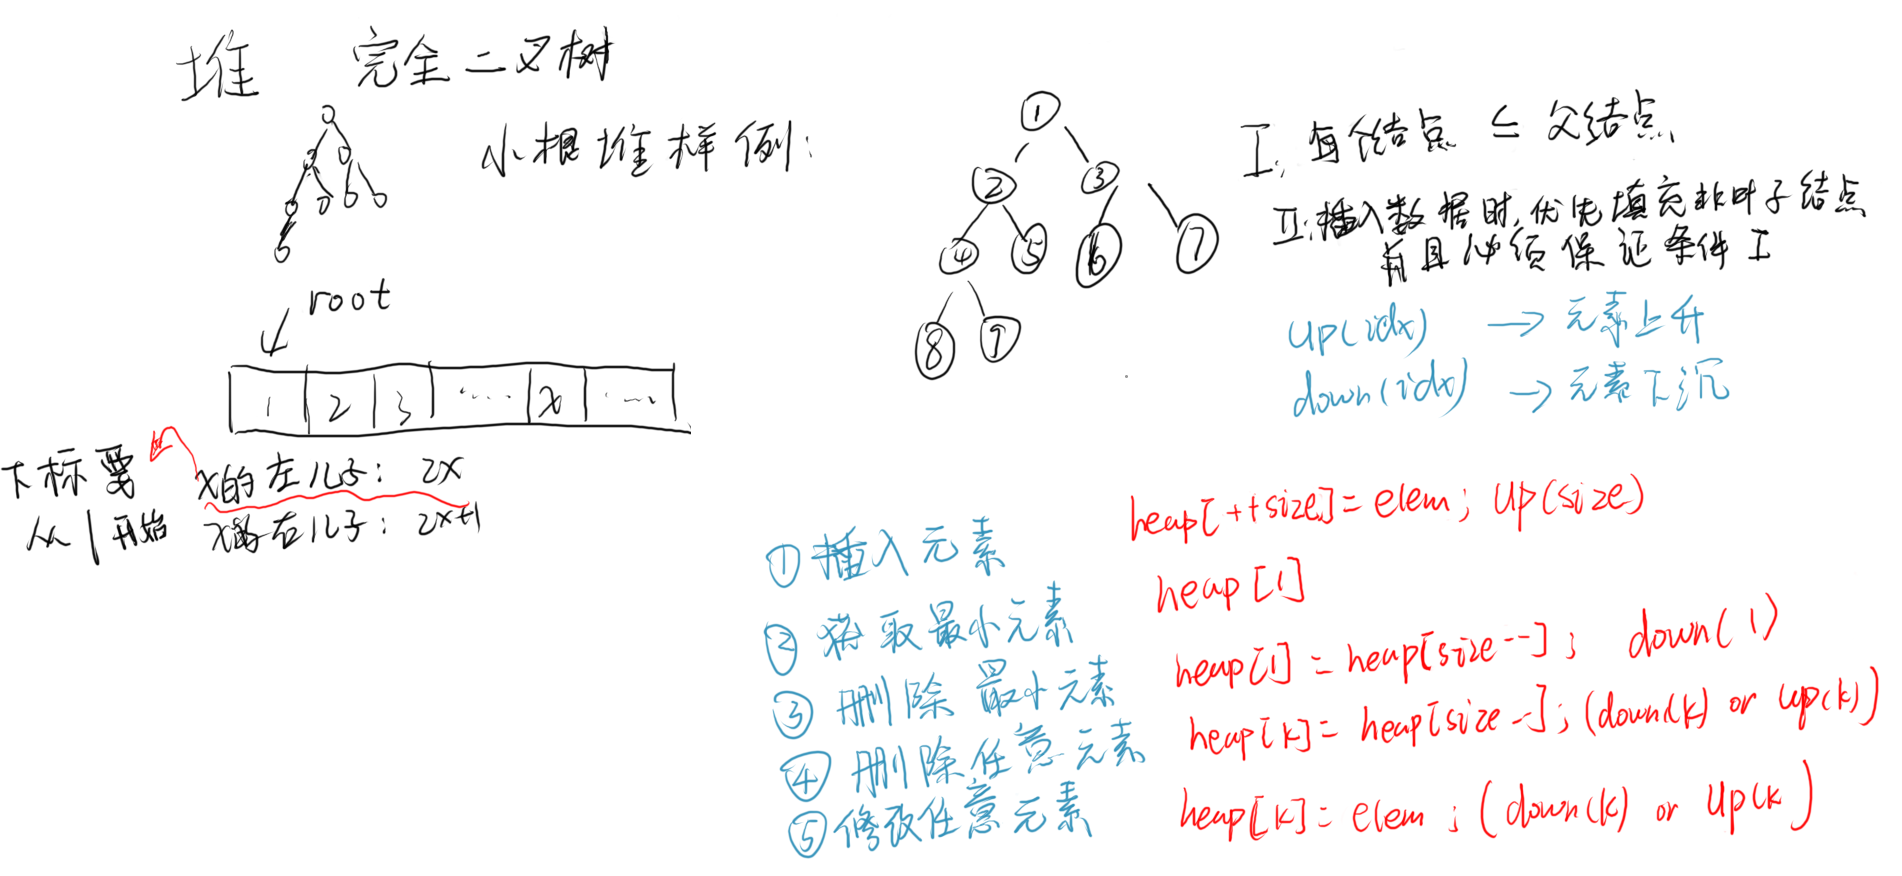 堆 完全二叉树
小根堆样例:
root
1 2 3 ..... x .....
下标要
从1开始
x的左儿子: 2x
x的右儿子: 2x+1
1
2 3
4 5 6 7
8 9
I: 每个结点 ≤ 父结点
II: 插入数据时,优先填充非叶子结点
并且必须保证条件I
up(idx) → 元素上升
down(idx) → 元素下沉
① 插入元素 heap[++size] = elem; up(size)
② 获取最小元素 heap[1]
③ 删除最小元素 heap[1] = heap[size--]; down(1)
④ 删除任意元素 heap[k] = heap[size--]; (down(k) or up(k))
⑤ 修改任意元素 heap[k] = elem; (down(k) or up(k)